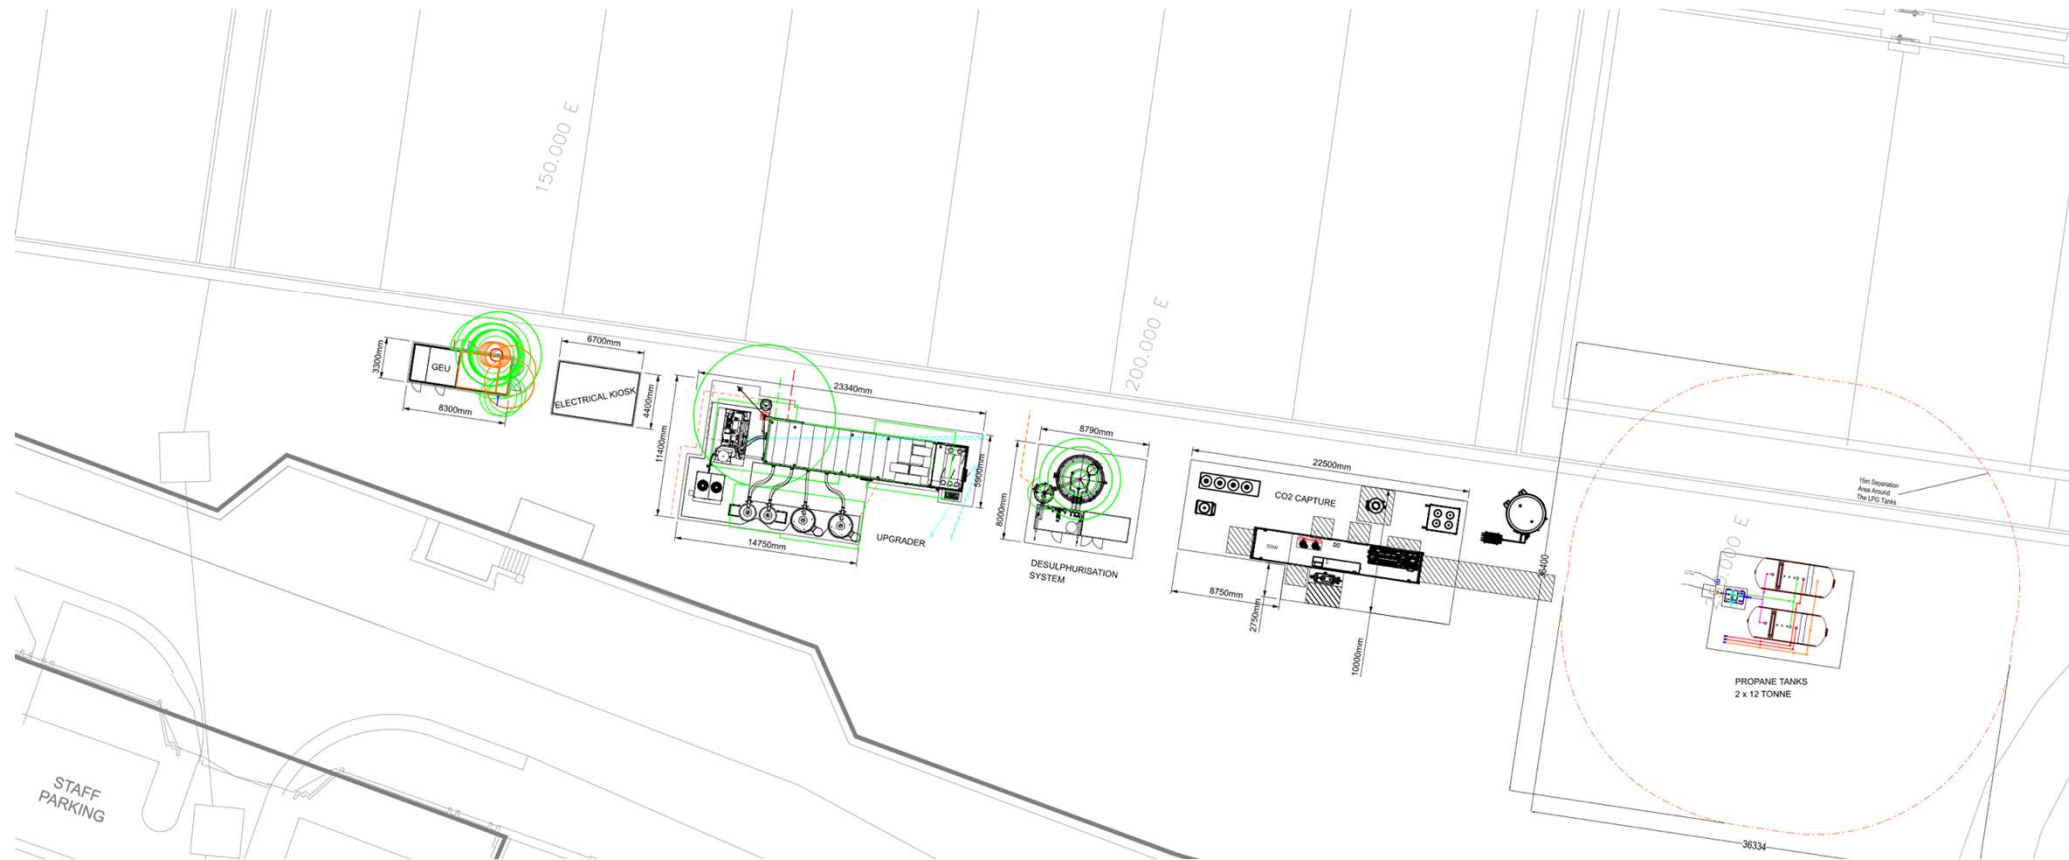 150.000 E
200.000 E
3300mm
GEU
8300mm
6700mm
ELECTRICAL KIOSK
4400mm
11400mm
23340mm
5900mm
14750mm
UPGRADER
8790mm
8000mm
DESULPHURISATION
SYSTEM
22500mm
CO2 CAPTURE
8750mm
2750mm
10000mm
36400
15m Separation
Area Around
The LPG Tanks
PROPANE TANKS
2 x 12 TONNE
36334
STAFF
PARKING